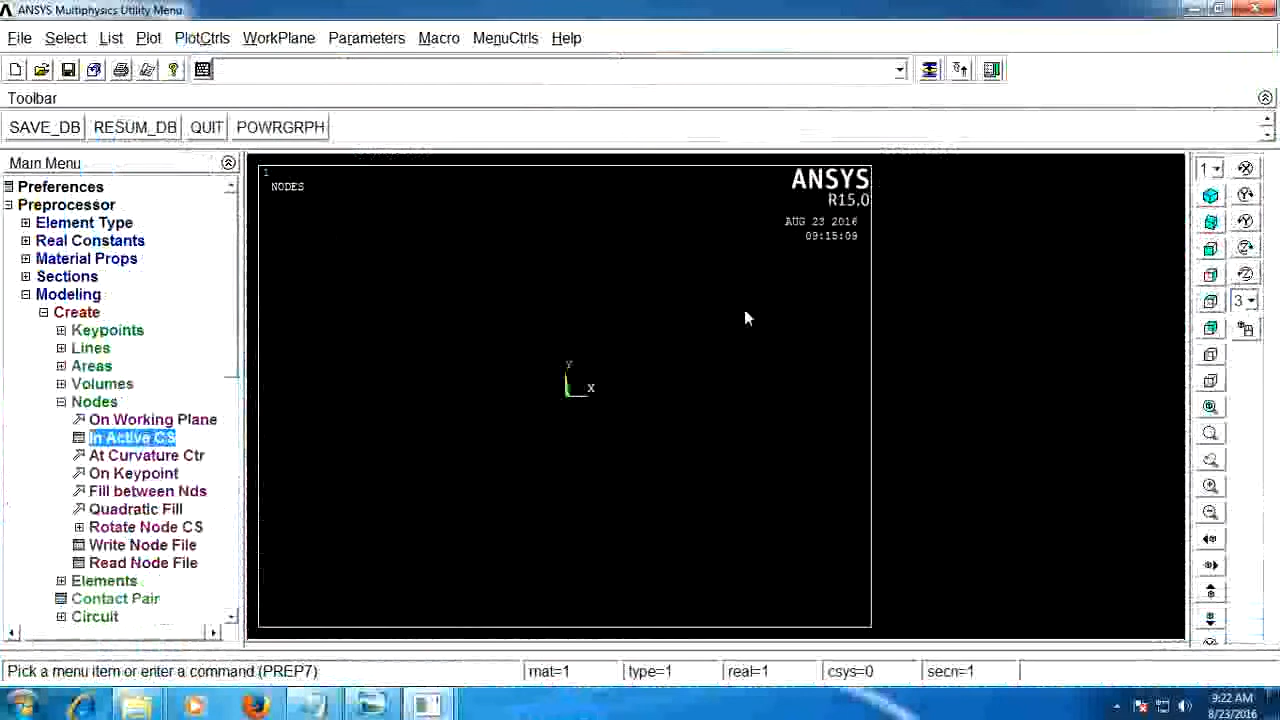 ANSYS Multiphysics Utility Menu
File Select List Plot PlotCtrls WorkPlane Parameters Macro MenuCtrls Help
Toolbar
SAVE_DB RESUM_DB QUIT POWRGRPH
Main Menu
Preferences
Preprocessor
Element Type
Real Constants
Material Props
Sections
Modeling
Create
Keypoints
Lines
Areas
Volumes
Nodes
On Working Plane
In Active CS
At Curvature Ctr
On Keypoint
Fill between Nds
Quadratic Fill
Rotate Node CS
Write Node File
Read Node File
Elements
Contact Pair
Circuit
1
NODES
ANSYS
R15.0
AUG 23 2016
09:15:09
Y
X
1
3
Pick a menu item or enter a command (PREP7) mat=1 type=1 real=1 csys=0 secn=1
9:22 AM
8/23/2016